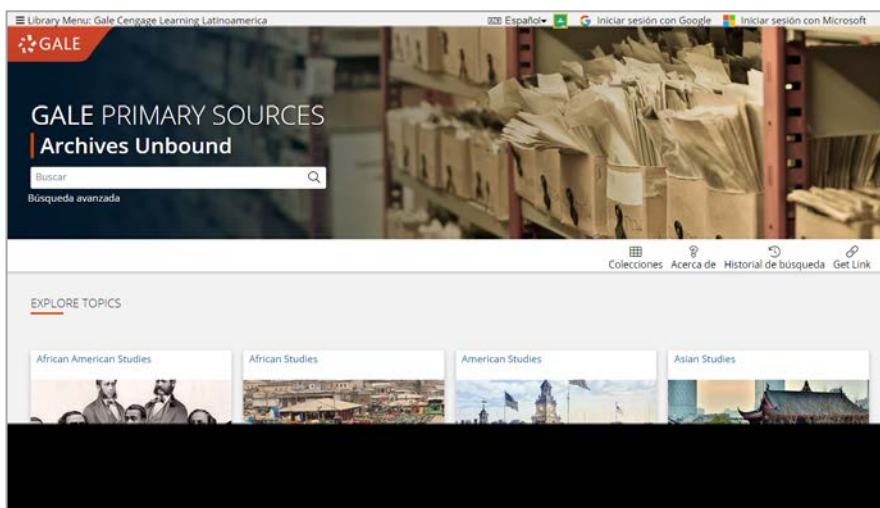 Library Menu: Gale Cengage Learning Latinoamerica
Español
Iniciar sesión con Google
Iniciar sesión con Microsoft
GALE
GALE PRIMARY SOURCES
Archives Unbound
Buscar
Búsqueda avanzada
Colecciones
Acerca de
Historial de búsqueda
Get Link
EXPLORE TOPICS
African American Studies
African Studies
American Studies
Asian Studies